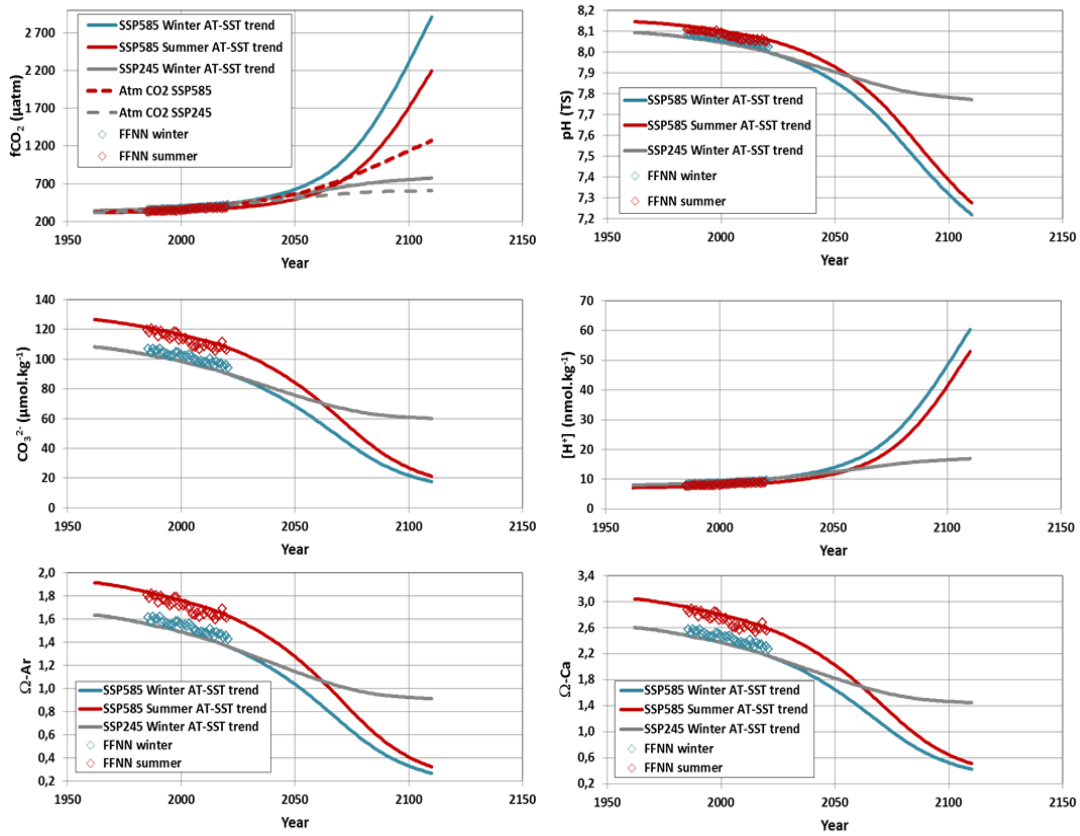 fCO₂ (µatm)
2 700
2 200
1 700
1 200
700
200
SSP585 Winter AT-SST trend
SSP585 Summer AT-SST trend
SSP245 Winter AT-SST trend
Atm CO2 SSP585
Atm CO2 SSP245
FFNN winter
FFNN summer
1950 2000 2050 2100 2150
Year
pH (TS)
8,2
8,1
8,0
7,9
7,8
7,7
7,6
7,5
7,4
7,3
7,2
SSP585 Winter AT-SST trend
SSP585 Summer AT-SST trend
SSP245 Winter AT-SST trend
FFNN winter
FFNN summer
1950 2000 2050 2100 2150
Year
CO₃²⁻ (µmol.kg⁻¹)
140
120
100
80
60
40
20
0
1950 2000 2050 2100 2150
Year
[H⁺] (nmol.kg⁻¹)
70
60
50
40
30
20
10
0
1950 2000 2050 2100 2150
Year
Ω-Ar
2,0
1,8
1,6
1,4
1,2
1,0
0,8
0,6
0,4
0,2
SSP585 Winter AT-SST trend
SSP585 Summer AT-SST trend
SSP245 Winter AT-SST trend
FFNN winter
FFNN summer
1950 2000 2050 2100 2150
Year
Ω-Ca
3,4
3,0
2,6
2,2
1,8
1,4
1,0
0,6
0,2
SSP585 Winter AT-SST trend
SSP585 Summer AT-SST trend
SSP245 Winter AT-SST trend
FFNN winter
FFNN summer
1950 2000 2050 2100 2150
Year